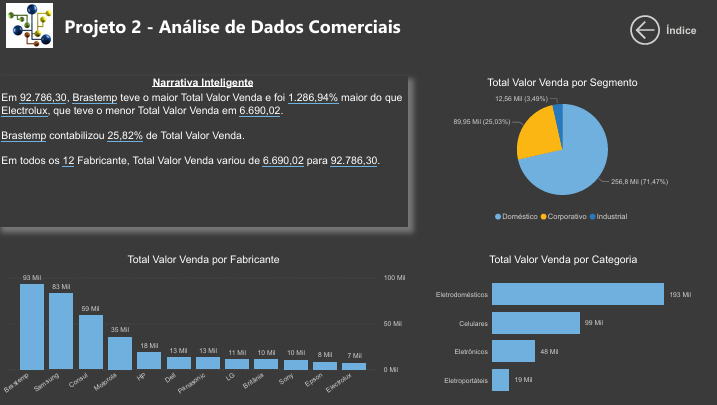 Projeto 2 - Análise de Dados Comerciais
Índice
Narrativa Inteligente
Em 92.786,30, Brastemp teve o maior Total Valor Venda e foi 1.286,94% maior do que
Electrolux, que teve o menor Total Valor Venda em 6.690,02.
Brastemp contabilizou 25,82% de Total Valor Venda.
Em todos os 12 Fabricante, Total Valor Venda variou de 6.690,02 para 92.786,30.
Total Valor Venda por Segmento
12,56 Mil (3,49%)
89,95 Mil (25,03%)
256,8 Mil (71,47%)
Doméstico Corporativo Industrial
Total Valor Venda por Fabricante
93 Mil
83 Mil
59 Mil
35 Mil
18 Mil
13 Mil
13 Mil
11 Mil
10 Mil
10 Mil
8 Mil
7 Mil
100 Mil
50 Mil
0 Mil
Brastemp
Samsung
Consul
Motorola
HP
Dell
Panasonic
LG
Britânia
Sony
Epson
Electrolux
Total Valor Venda por Categoria
Eletrodomésticos 193 Mil
Celulares 99 Mil
Eletrônicos 48 Mil
Eletroportáteis 19 Mil